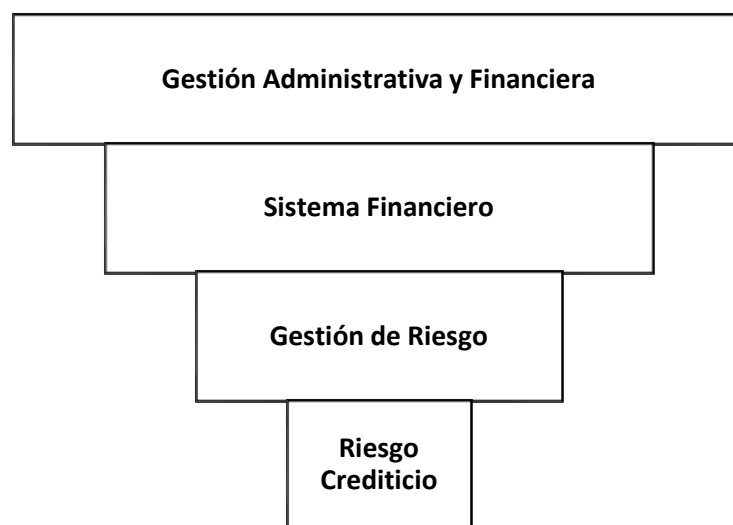 Gestión Administrativa y Financiera
Sistema Financiero
Gestión de Riesgo
Riesgo
Crediticio